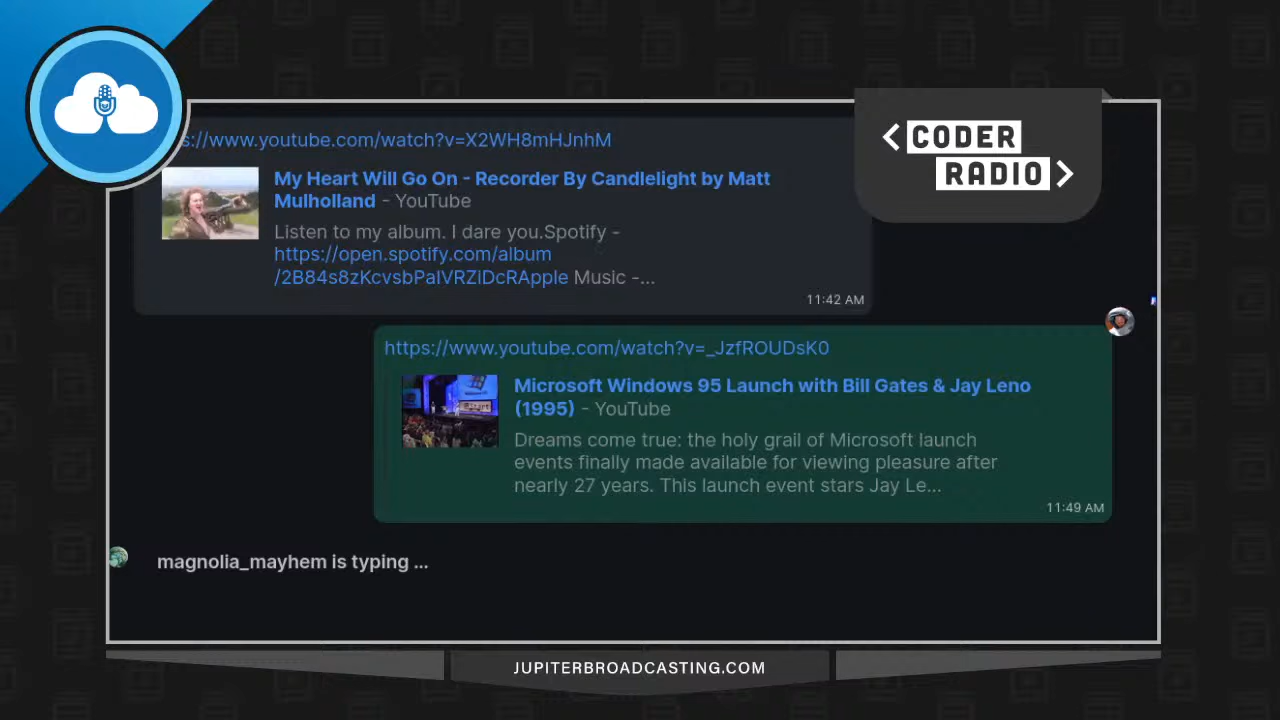 s://www.youtube.com/watch?v=X2WH8mHJnhM
My Heart Will Go On - Recorder By Candlelight by Matt
Mulholland - YouTube
Listen to my album. I dare you.Spotify -
https://open.spotify.com/album
/2B84s8zKcvsbPaIVRZIDcRApple Music -...
11:42 AM
<CODER
RADIO>
https://www.youtube.com/watch?v=_JzfROUDsK0
Microsoft Windows 95 Launch with Bill Gates & Jay Leno
(1995) - YouTube
Dreams come true: the holy grail of Microsoft launch
events finally made available for viewing pleasure after
nearly 27 years. This launch event stars Jay Le...
11:49 AM
magnolia_mayhem is typing ...
JUPITERBROADCASTING.COM